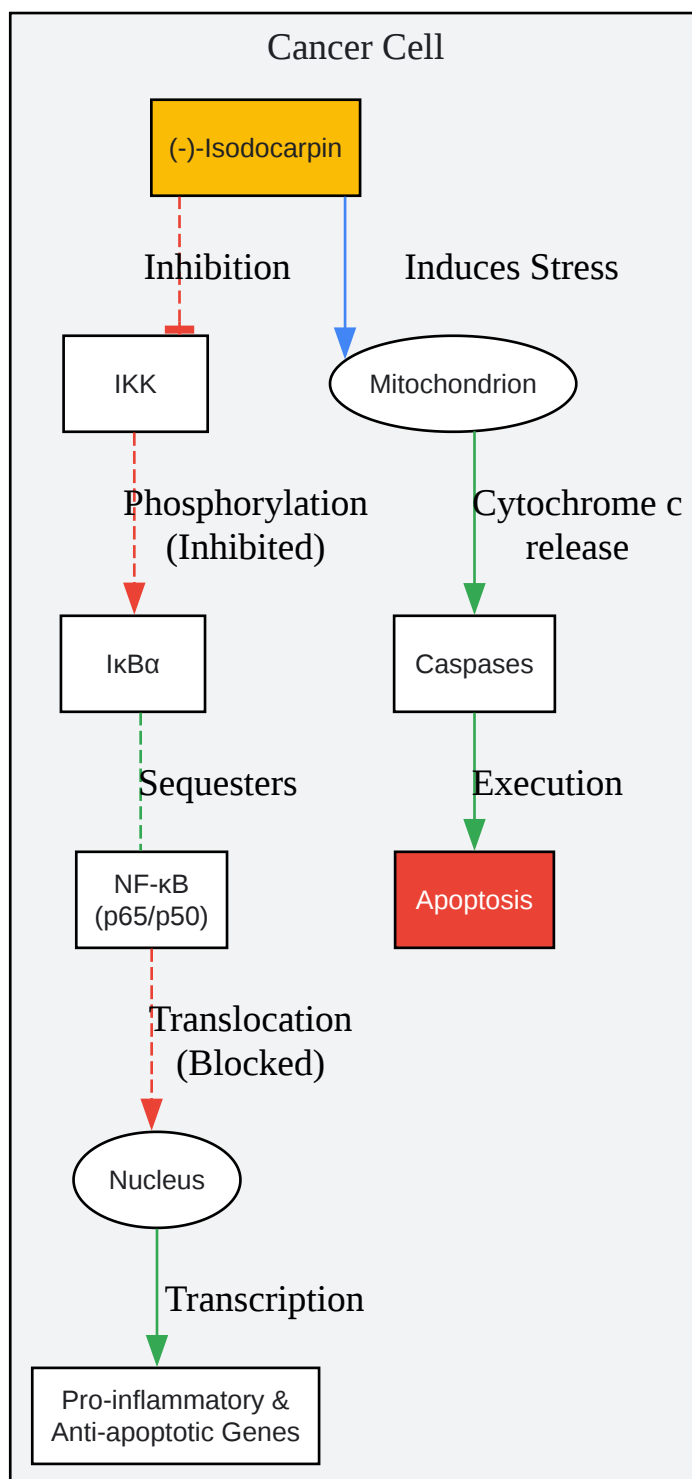 Cancer Cell
(-)-Isodocarpin
Inhibition
Induces Stress
IKK
Mitochondrion
Phosphorylation
(Inhibited)
Cytochrome c
release
IκBα
Caspases
Sequesters
Execution
NF-κB
(p65/p50)
Apoptosis
Translocation
(Blocked)
Nucleus
Transcription
Pro-inflammatory &
Anti-apoptotic Genes